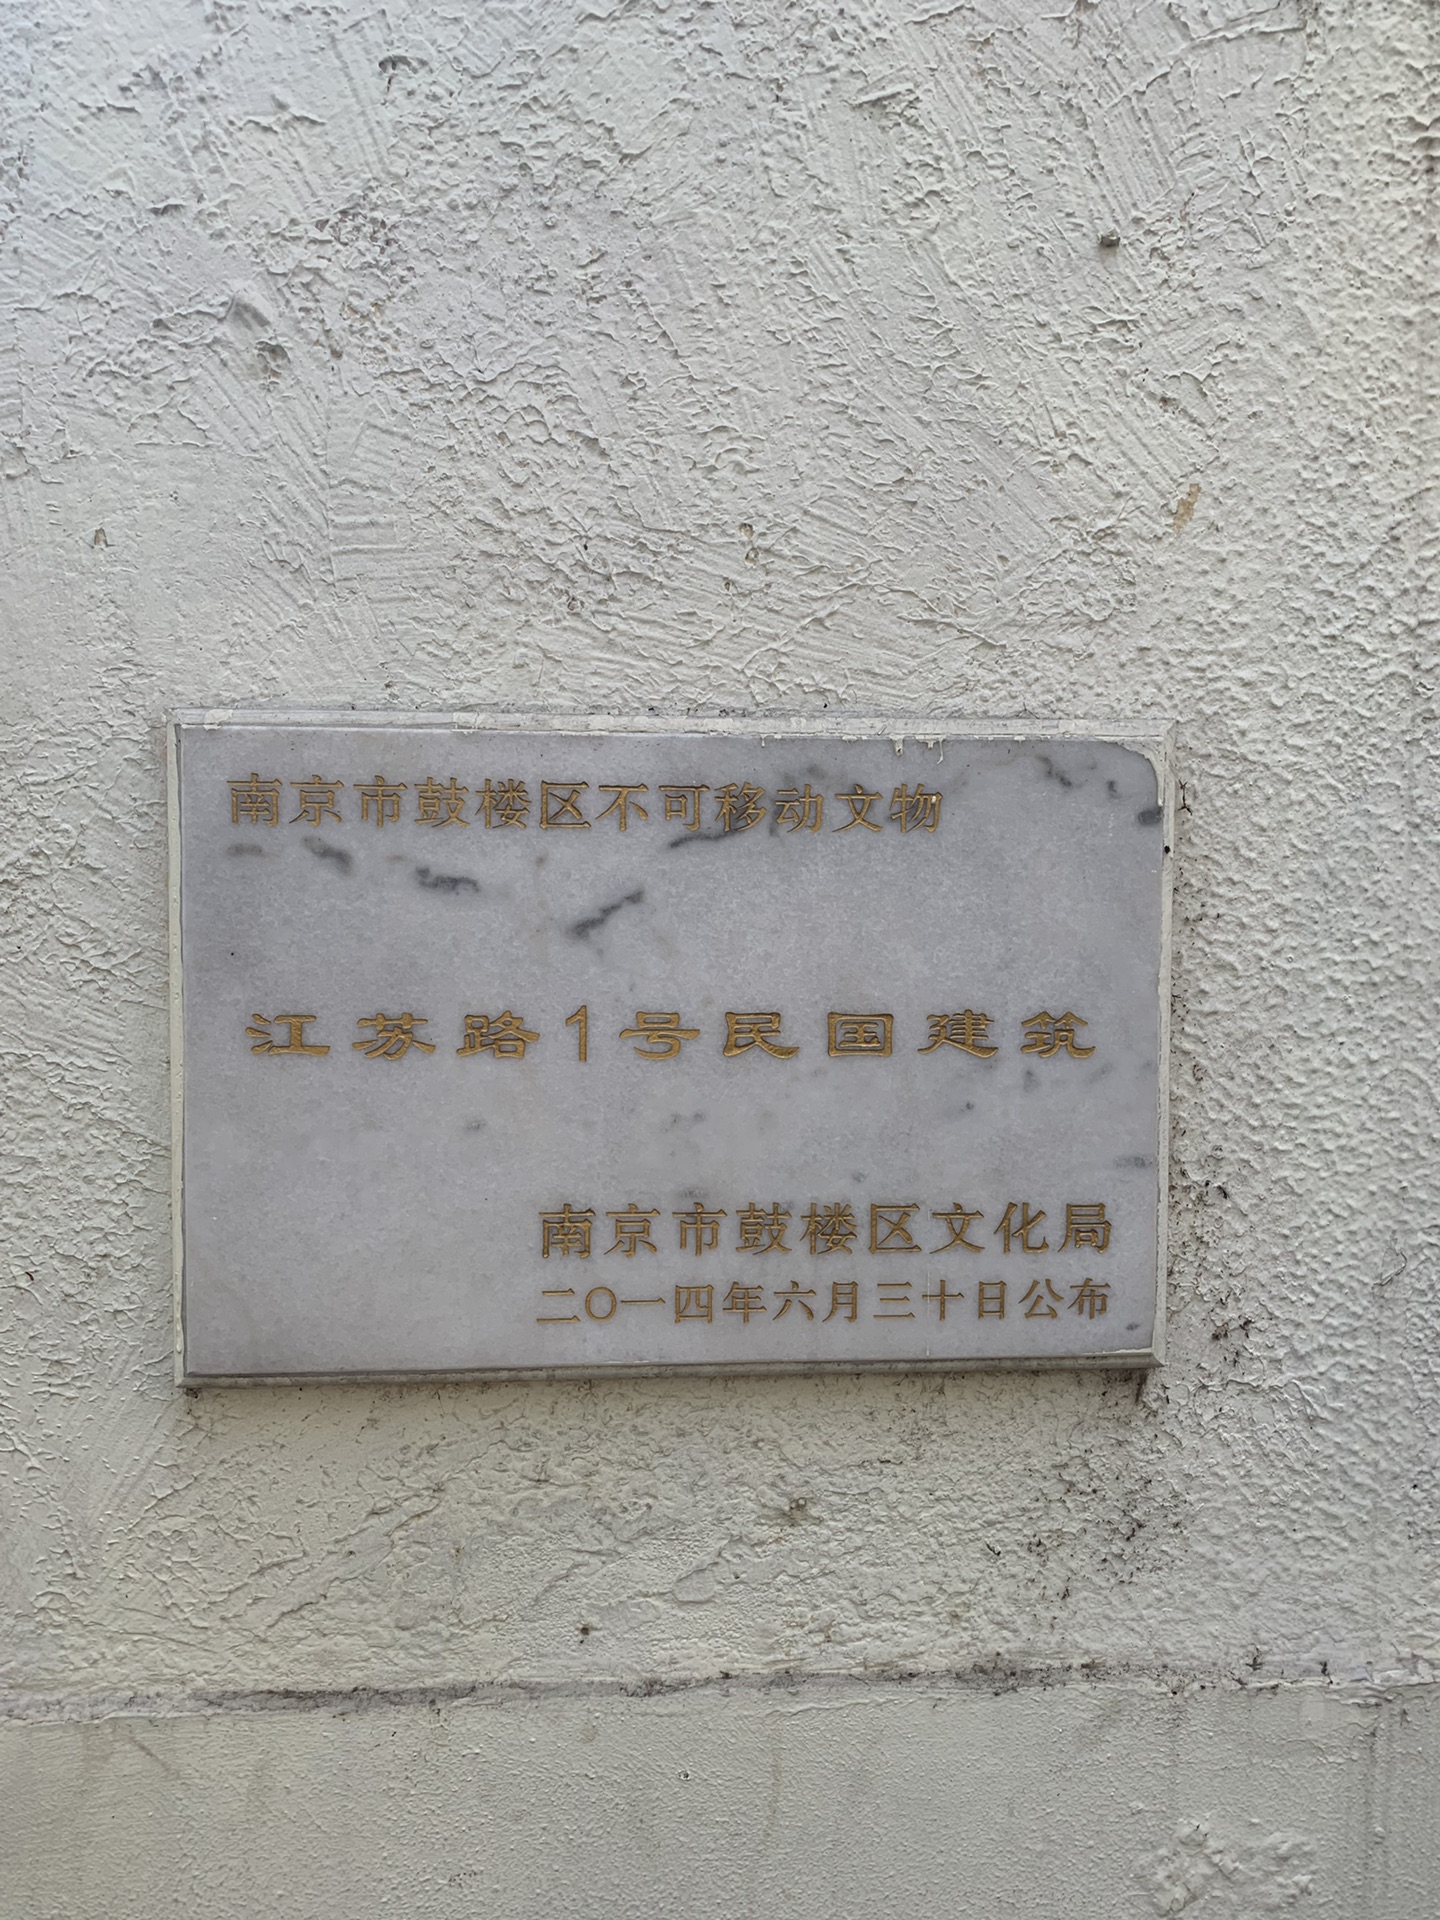 南京市鼓楼区不可移动文物
江苏路1号民国建筑
南京市鼓楼区文化局
二〇一四年六月三十日公布